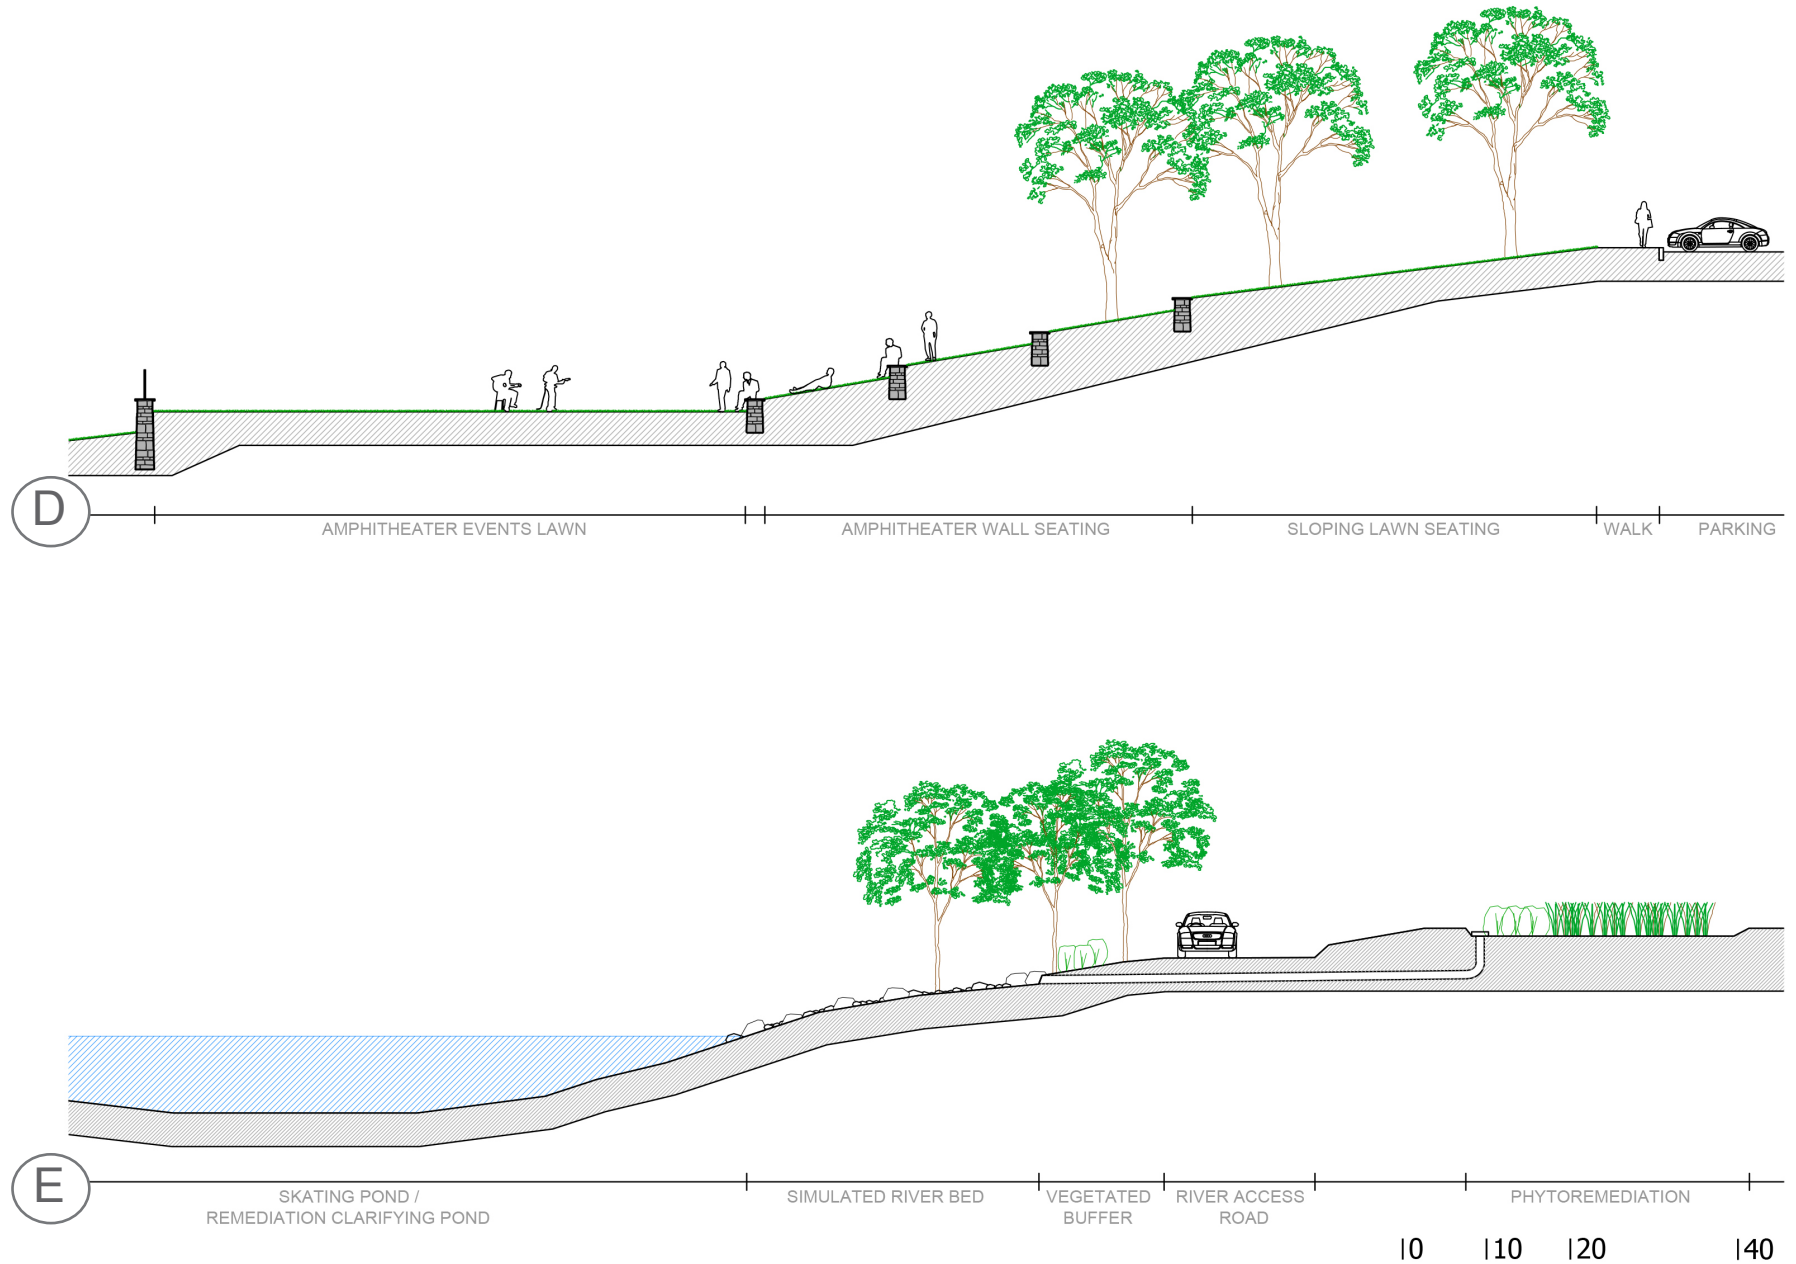 D
AMPHITHEATER EVENTS LAWN
AMPHITHEATER WALL SEATING
SLOPING LAWN SEATING
WALK
PARKING
E
SKATING POND /
REMEDIATION CLARIFYING POND
SIMULATED RIVER BED
VEGETATED
BUFFER
RIVER ACCESS
ROAD
PHYTOREMEDIATION
0
10
20
40